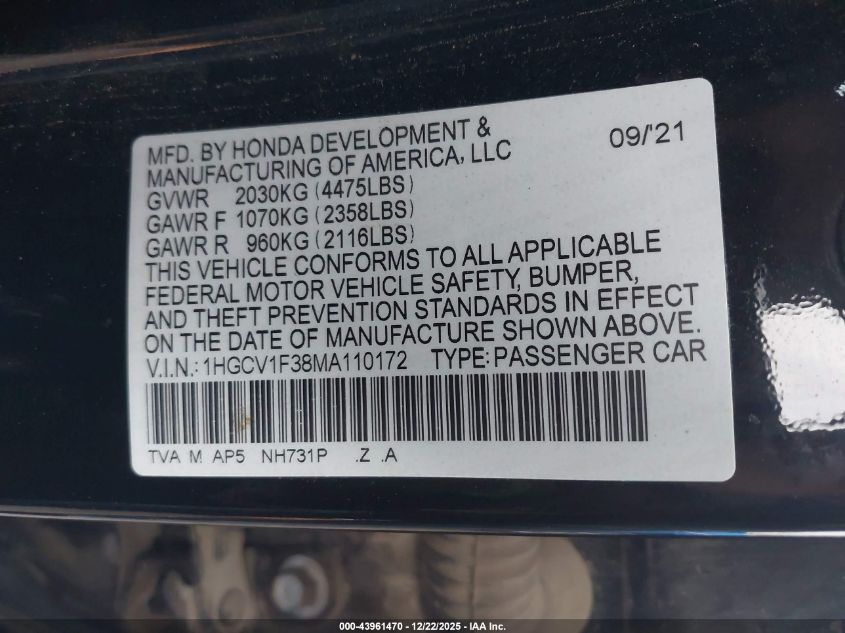 MFD. BY HONDA DEVELOPMENT &
MANUFACTURING OF AMERICA, LLC
09/'21
GVWR 2030KG (4475LBS)
GAWR F 1070KG (2358LBS)
GAWR R 960KG (2116LBS)
THIS VEHICLE CONFORMS TO ALL APPLICABLE
FEDERAL MOTOR VEHICLE SAFETY, BUMPER,
AND THEFT PREVENTION STANDARDS IN EFFECT
ON THE DATE OF MANUFACTURE SHOWN ABOVE.
V.I.N.: 1HGCV1F38MA110172 TYPE: PASSENGER CAR
TVA M AP5 NH731P .Z .A
000-43961470 - 12/22/2025 - IAA Inc.